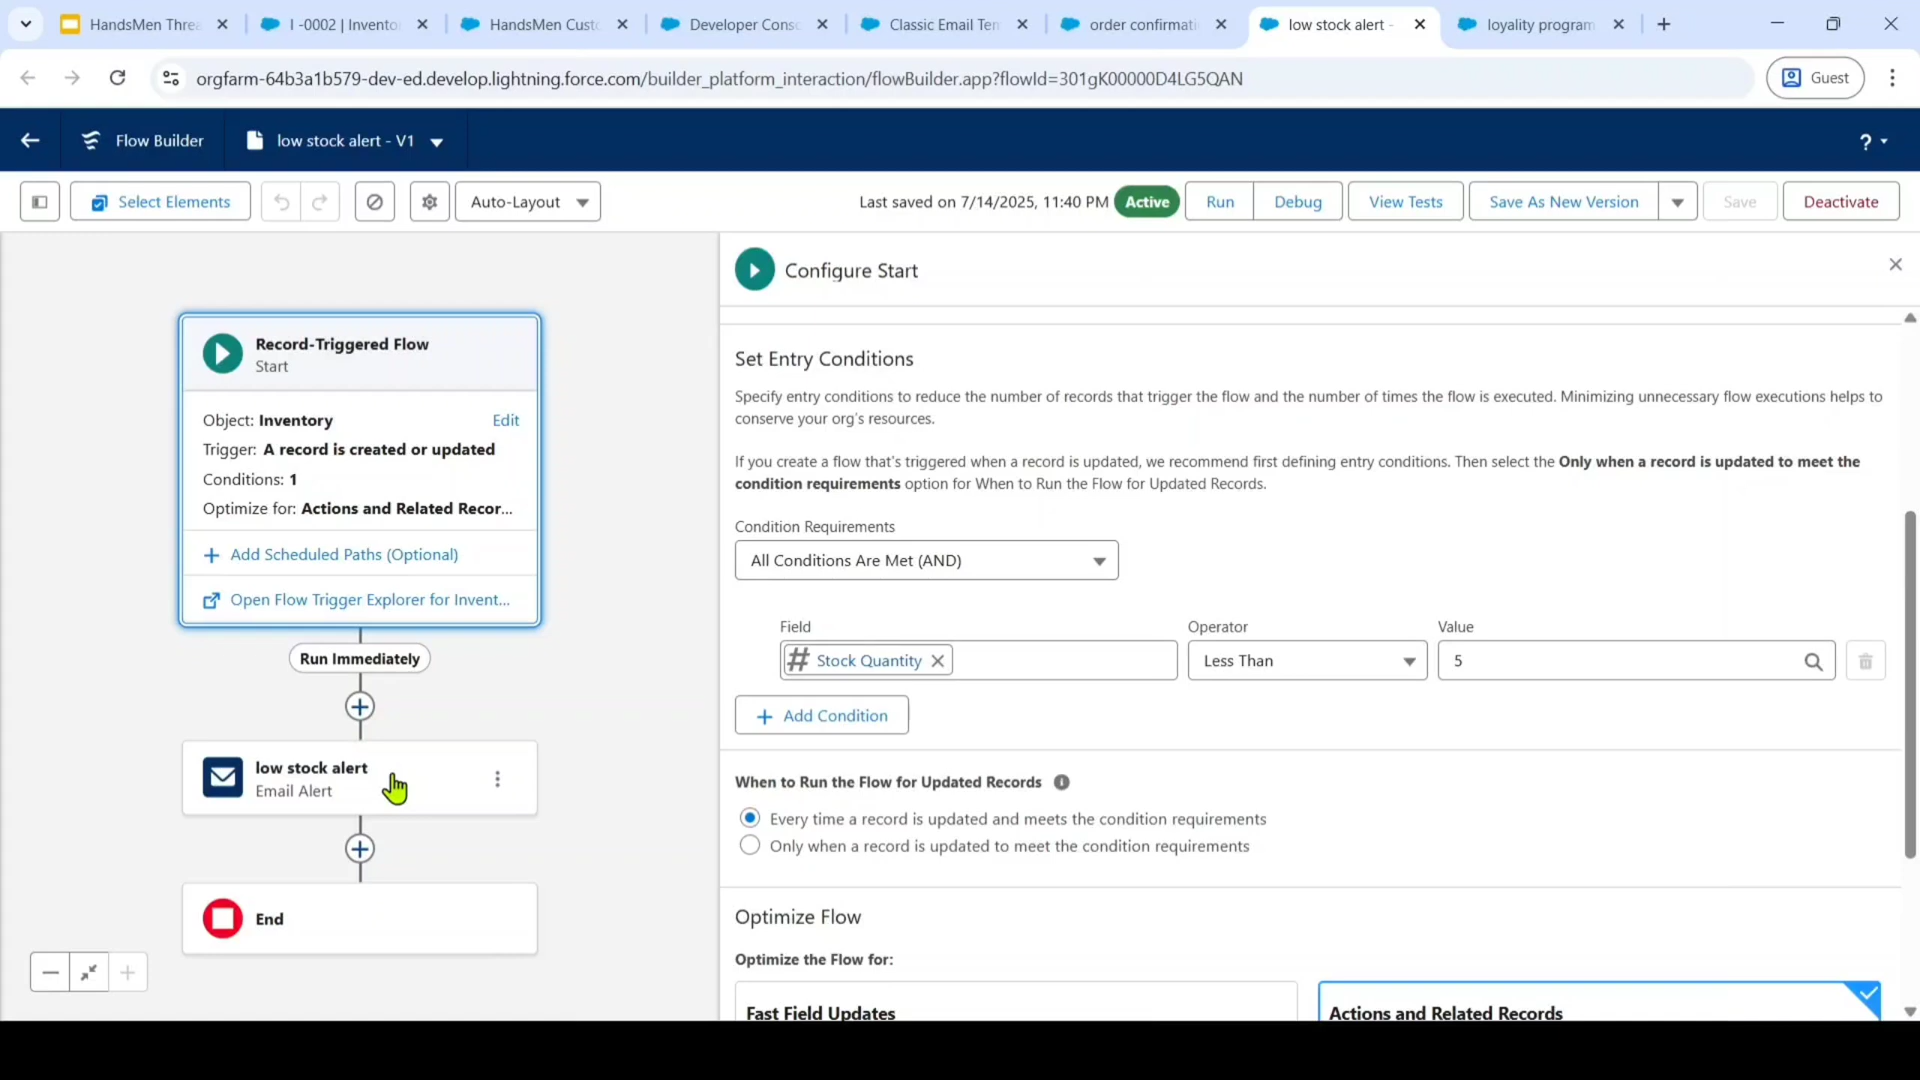 HandsMen Threa
I -0002 | Invento
HandsMen Custo
Developer Conso
Classic Email Tem
order confirmati
low stock alert -
loyality program
orgfarm-64b3a1b579-dev-ed.develop.lightning.force.com/builder_platform_interaction/flowBuilder.app?flowId=301gK00000D4LG5QAN
Guest
Flow Builder
low stock alert - V1
?
Select Elements
Auto-Layout
Last saved on 7/14/2025, 11:40 PM
Active
Run
Debug
View Tests
Save As New Version
Save
Deactivate
Record-Triggered Flow
Start
Object: Inventory
Edit
Trigger: A record is created or updated
Conditions: 1
Optimize for: Actions and Related Recor...
Add Scheduled Paths (Optional)
Open Flow Trigger Explorer for Invent...
Run Immediately
low stock alert
Email Alert
End
Configure Start
Set Entry Conditions
Specify entry conditions to reduce the number of records that trigger the flow and the number of times the flow is executed. Minimizing unnecessary flow executions helps to
conserve your org's resources.
If you create a flow that's triggered when a record is updated, we recommend first defining entry conditions. Then select the Only when a record is updated to meet the
condition requirements option for When to Run the Flow for Updated Records.
Condition Requirements
All Conditions Are Met (AND)
Field
Operator
Value
Stock Quantity
Less Than
5
Add Condition
When to Run the Flow for Updated Records
Every time a record is updated and meets the condition requirements
Only when a record is updated to meet the condition requirements
Optimize Flow
Optimize the Flow for:
Fast Field Updates
Actions and Related Records